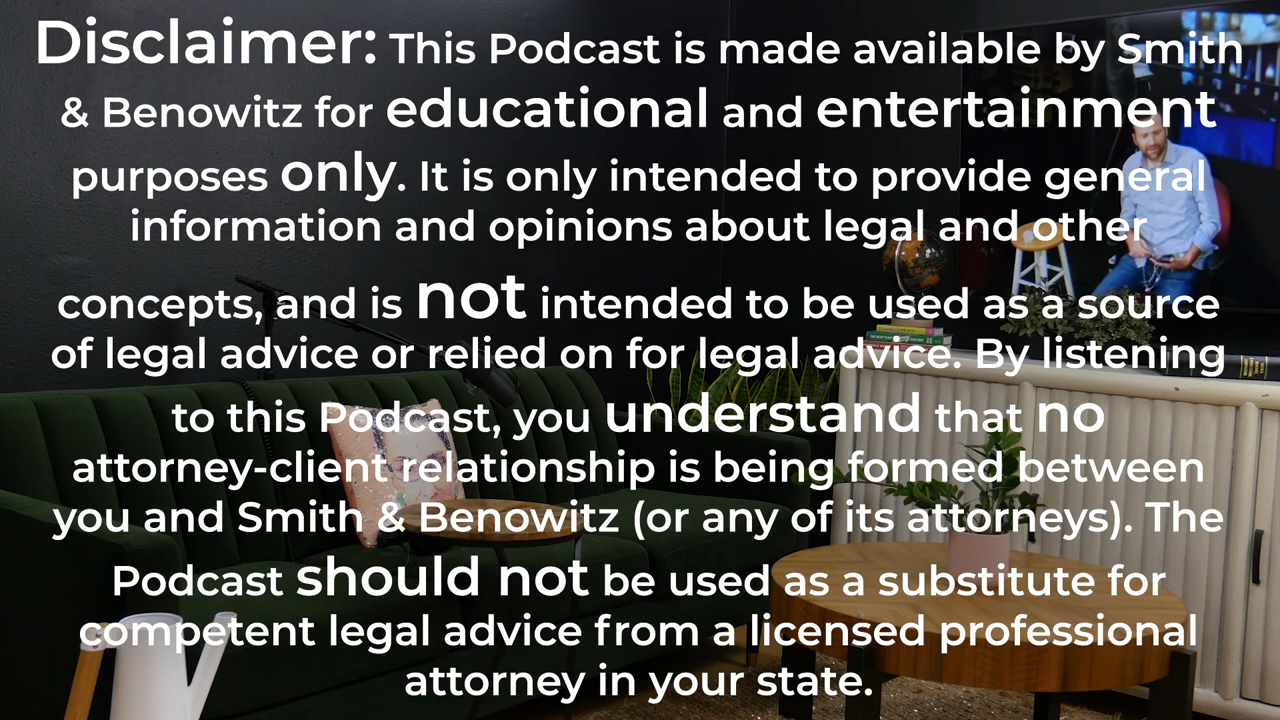 Disclaimer: This Podcast is made available by Smith
& Benowitz for educational and entertainment
purposes only. It is only intended to provide general
information and opinions about legal and other
concepts, and is not intended to be used as a source
of legal advice or relied on for legal advice. By listening
to this Podcast, you understand that no
attorney-client relationship is being formed between
you and Smith & Benowitz (or any of its attorneys). The
Podcast should not be used as a substitute for
competent legal advice from a licensed professional
attorney in your state.